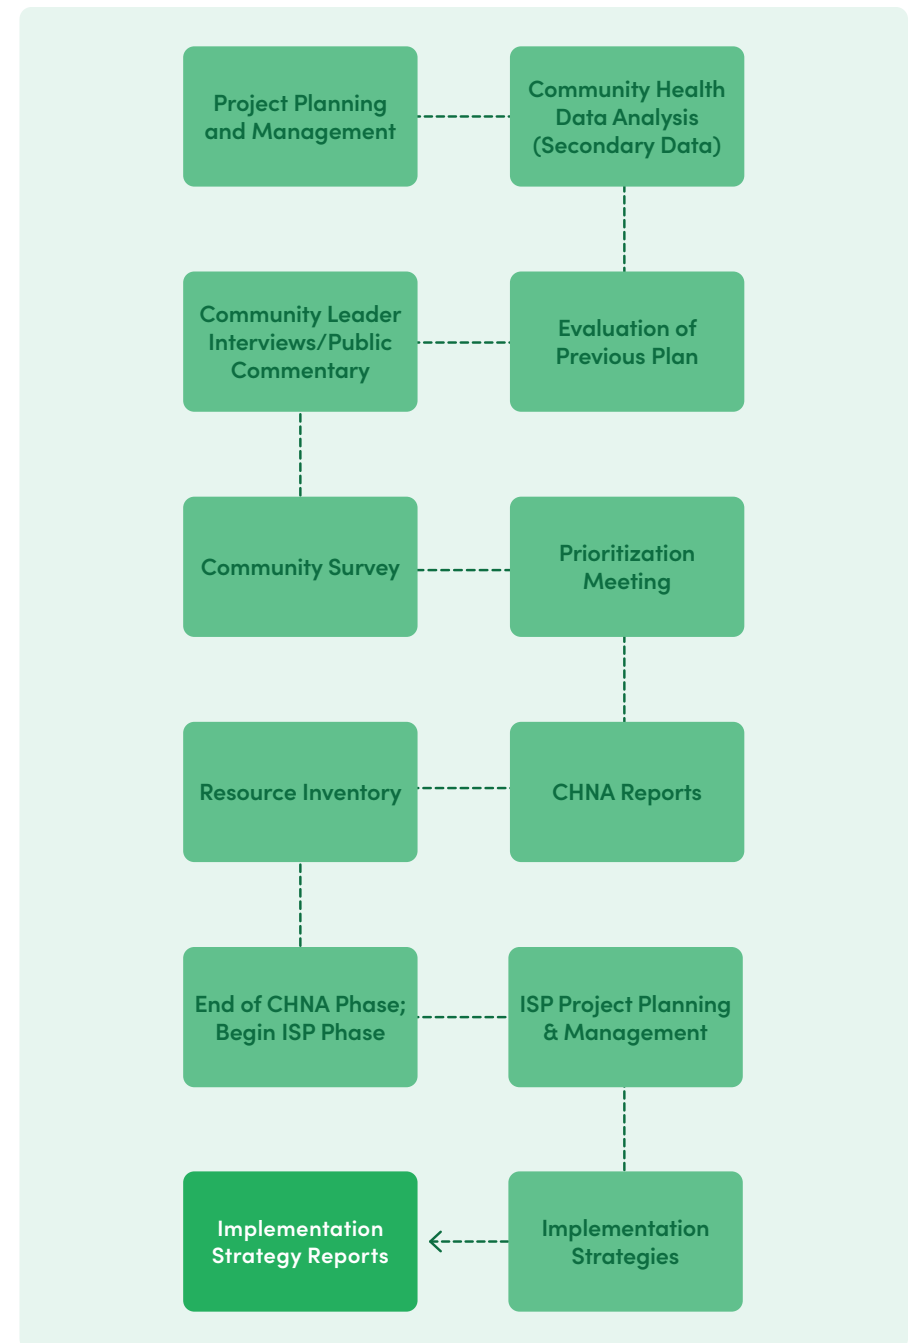 Project Planning
and Management
Community Health
Data Analysis
(Secondary Data)
Community Leader
Interviews/Public
Commentary
Evaluation of
Previous Plan
Community Survey
Prioritization
Meeting
Resource Inventory
CHNA Reports
End of CHNA Phase;
Begin ISP Phase
ISP Project Planning
& Management
Implementation
Strategy Reports
Implementation
Strategies